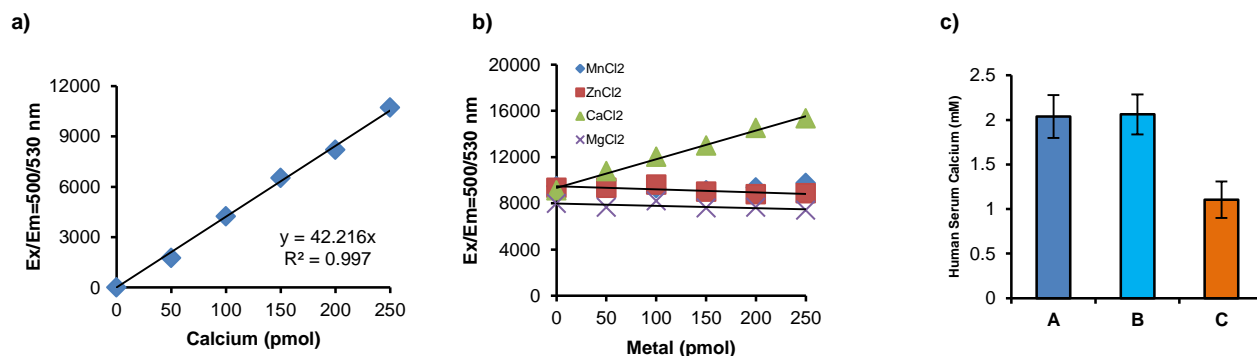 a)
Ex/Em=500/530 nm
12000
9000
6000
3000
0
y = 42.216x
R² = 0.997
0 50 100 150 200 250
Calcium (pmol)
b)
Ex/Em=500/530 nm
20000
16000
12000
8000
4000
0
MnCl2
ZnCl2
CaCl2
MgCl2
0 50 100 150 200 250
Metal (pmol)
c)
Human Serum Calcium (mM)
2.5
2
1.5
1
0.5
0
A B C